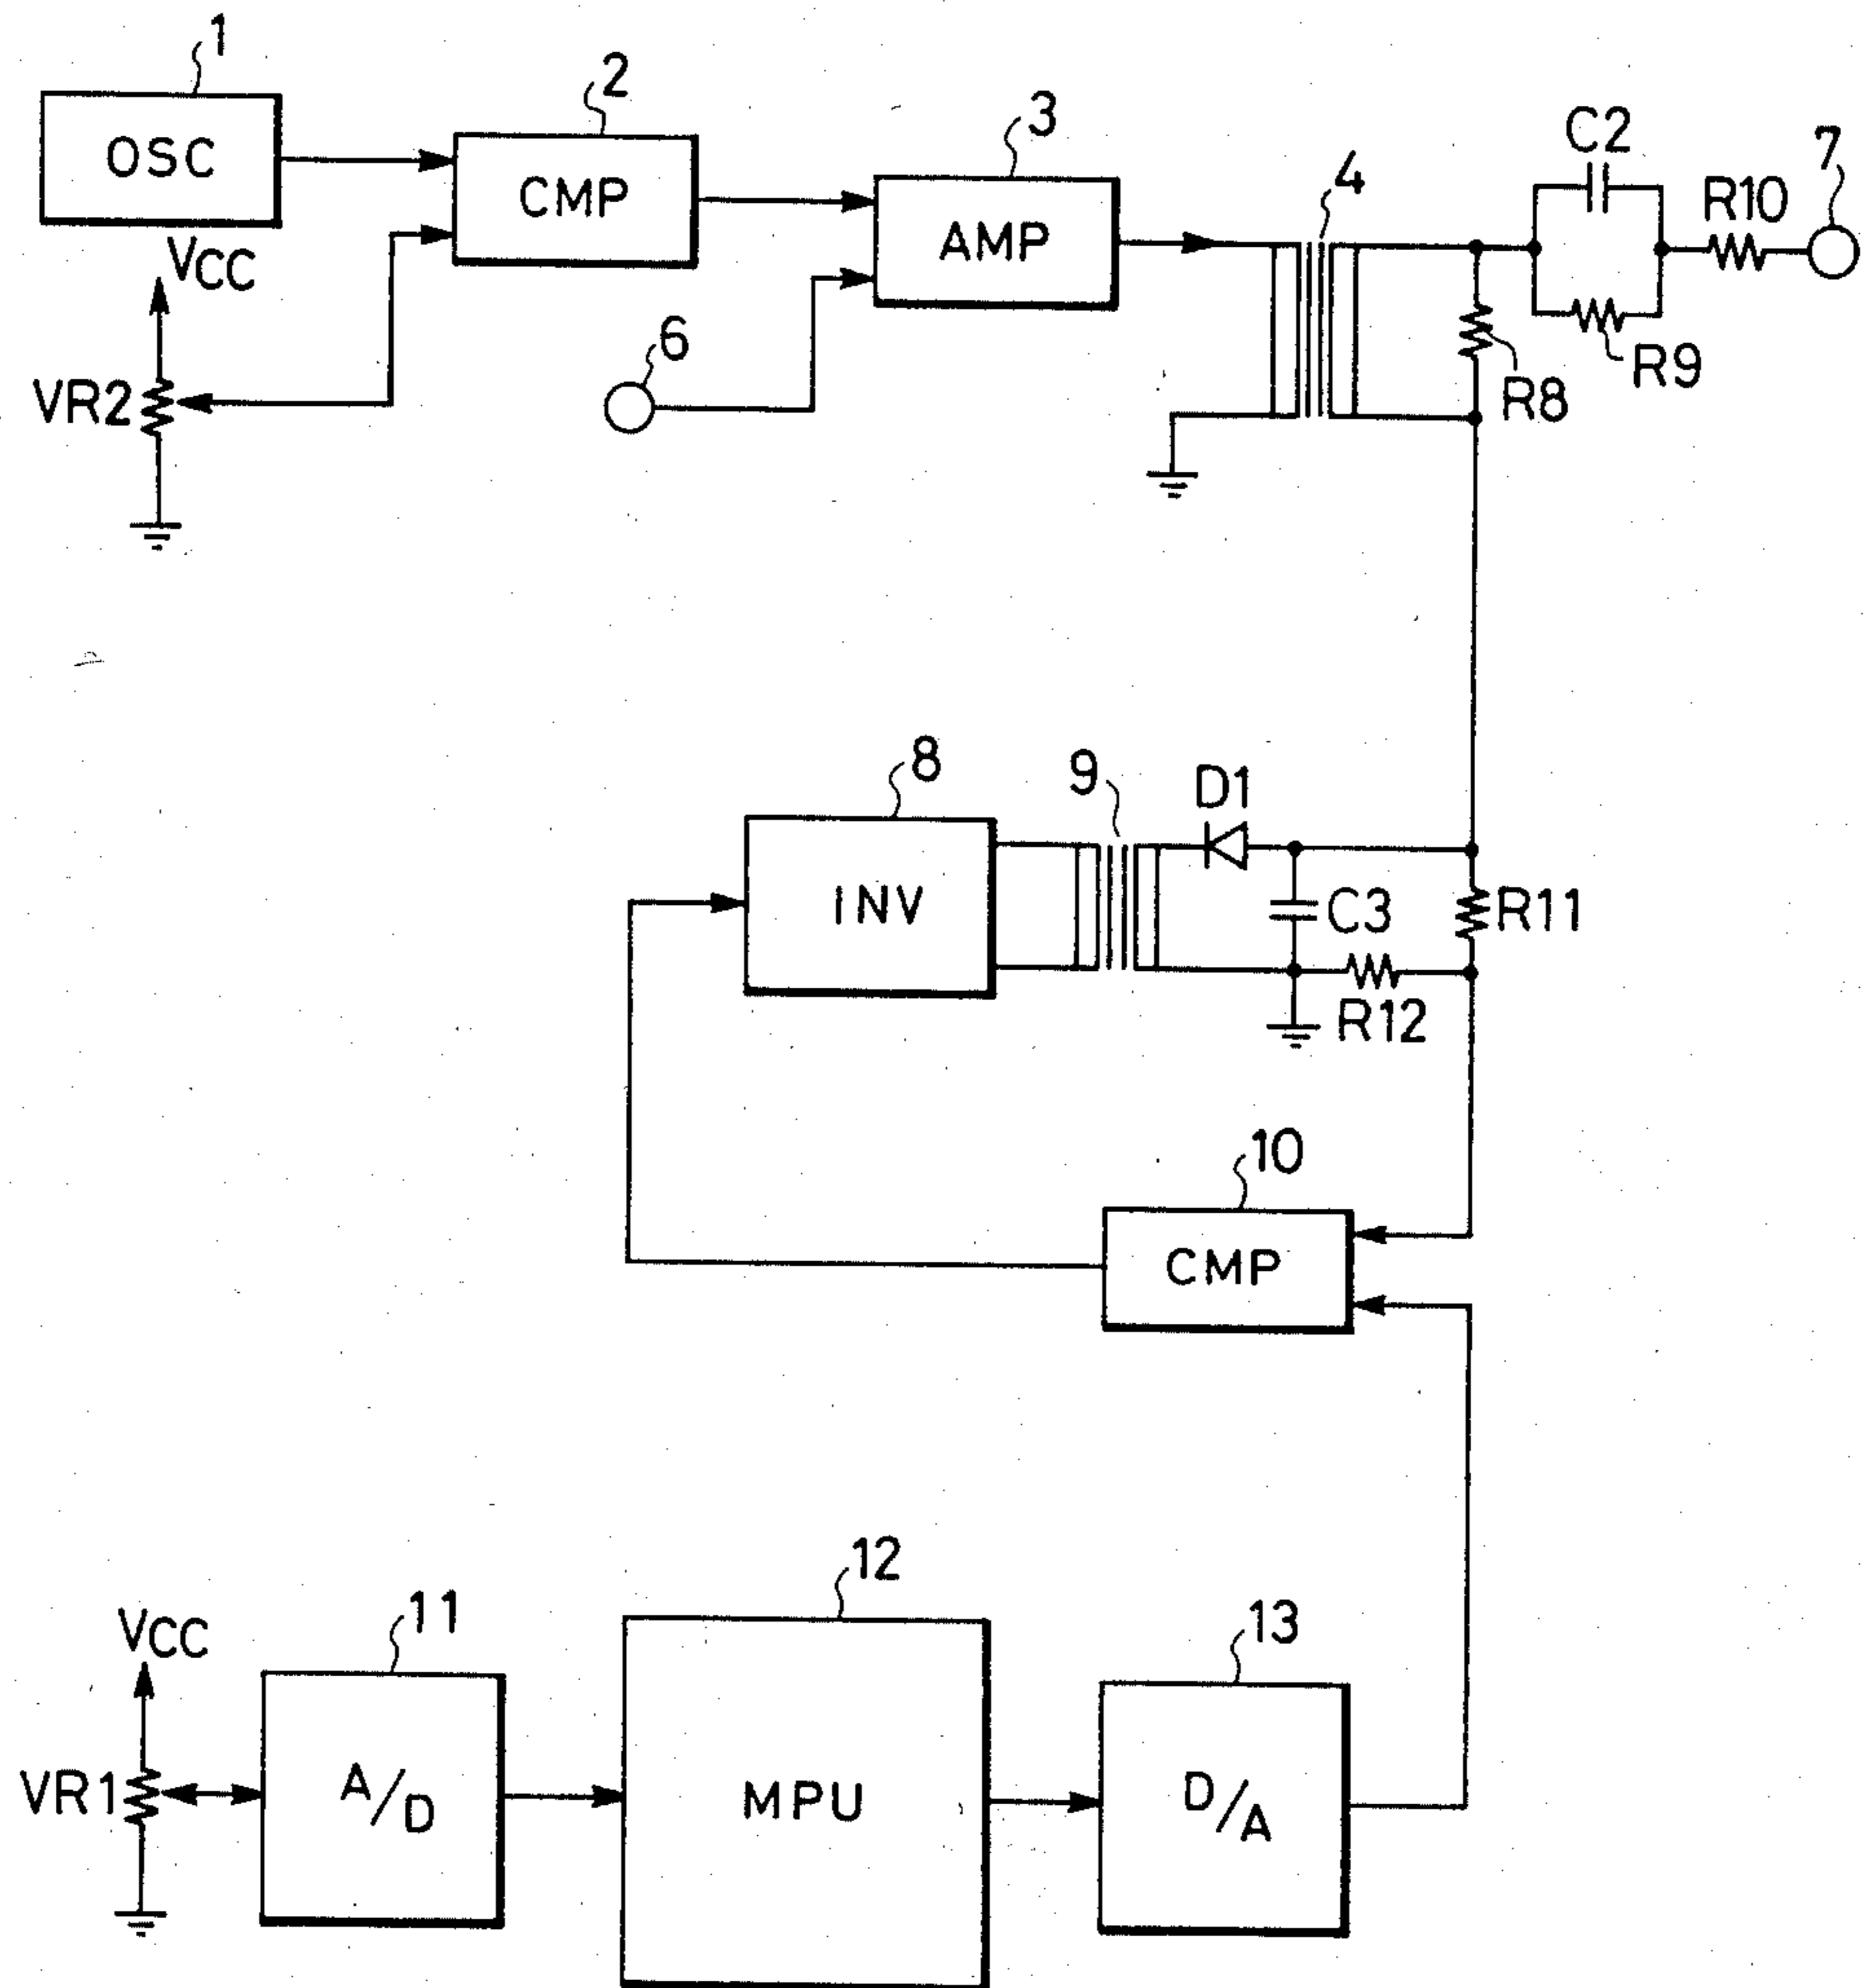 1
OSC
2
CMP
3
AMP
4
C2
R10
7
R9
R8
VCC
VR2
6
8
INV
9
D1
C3
R11
R12
10
CMP
VCC
VR1
11
A/D
12
MPU
13
D/A